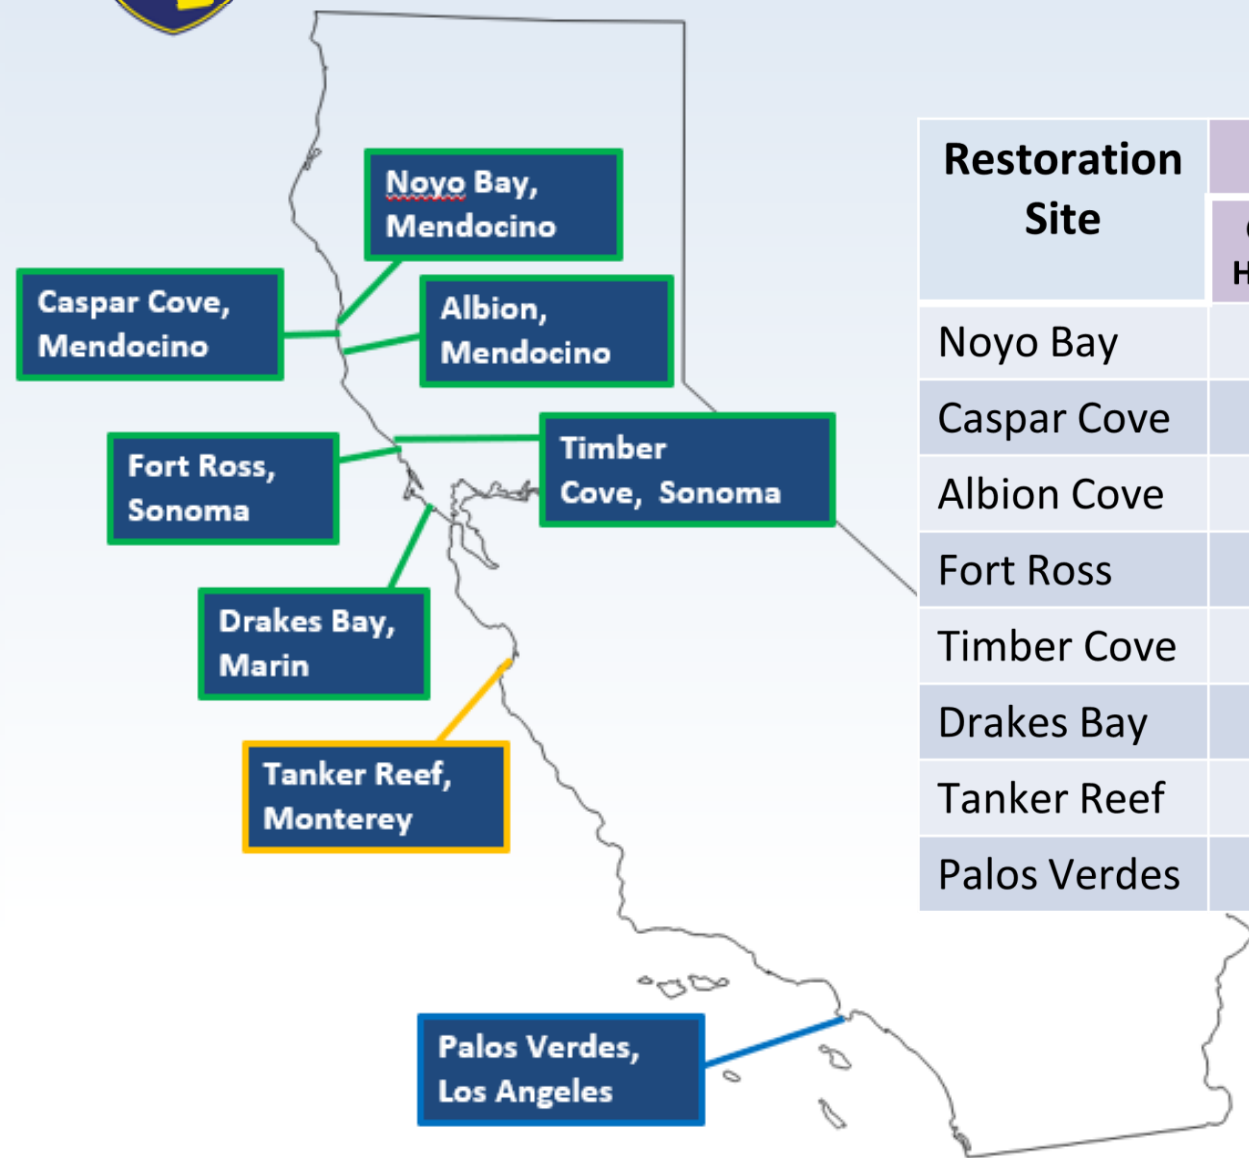 Noyo Bay,
Mendocino
Caspar Cove,
Mendocino
Albion,
Mendocino
Fort Ross,
Sonoma
Timber
Cove, Sonoma
Drakes Bay,
Marin
Tanker Reef,
Monterey
Palos Verdes,
Los Angeles
Restoration
Site
Noyo Bay
Caspar Cove
Albion Cove
Fort Ross
Timber Cove
Drakes Bay
Tanker Reef
Palos Verdes